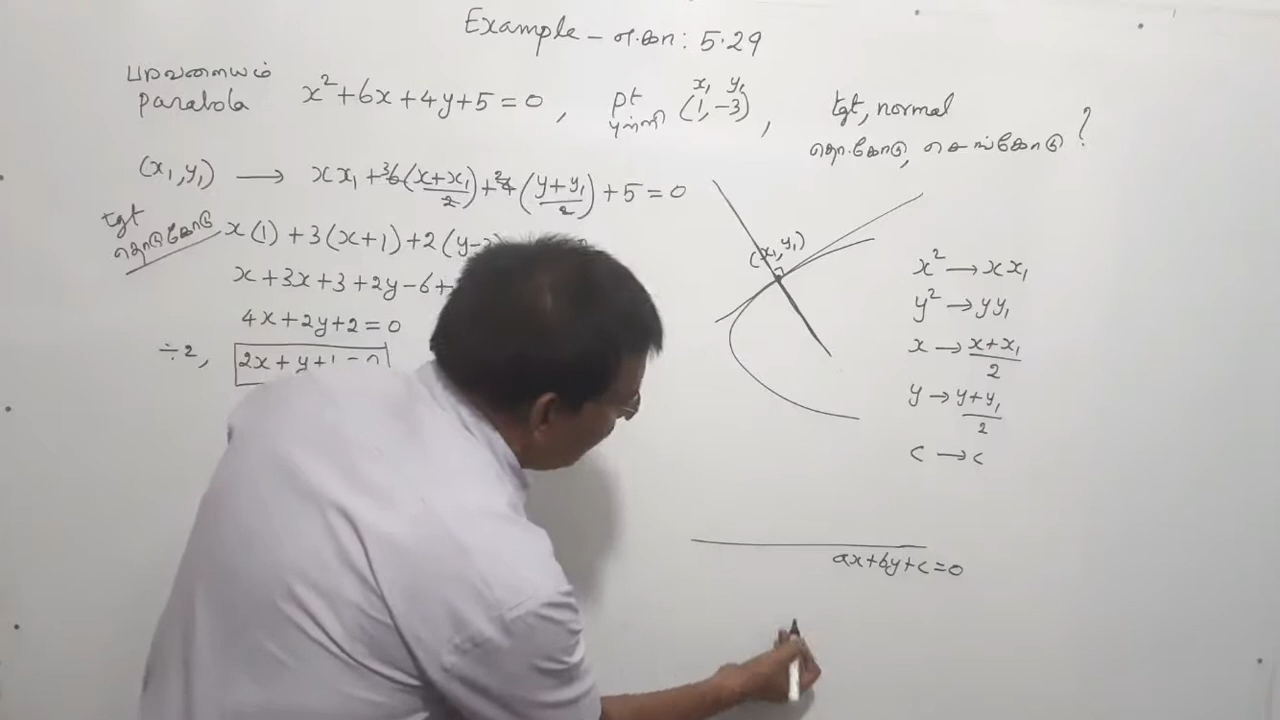 Example – எ.கா: 5.29
பரவளையம்
parabola x²+6x+4y+5=0, pt (1,-3), tgt, normal
x₁ y₁
புள்ளி
தொ.கோடு, செங்கோடு ?
(x₁,y₁) → xx₁ + 3 6(x+x₁)/2 + 2 4(y+y₁)/2 + 5 = 0
tgt
தொடுகோடு
x(1) + 3(x+1) + 2(y-3
x+3x+3+2y-6+
4x+2y+2=0
÷2, 2x+y+1=0
(x₁,y₁)
x² → xx₁
y² → yy₁
x → (x+x₁)/2
y → (y+y₁)/2
c → c
ax+by+c=0